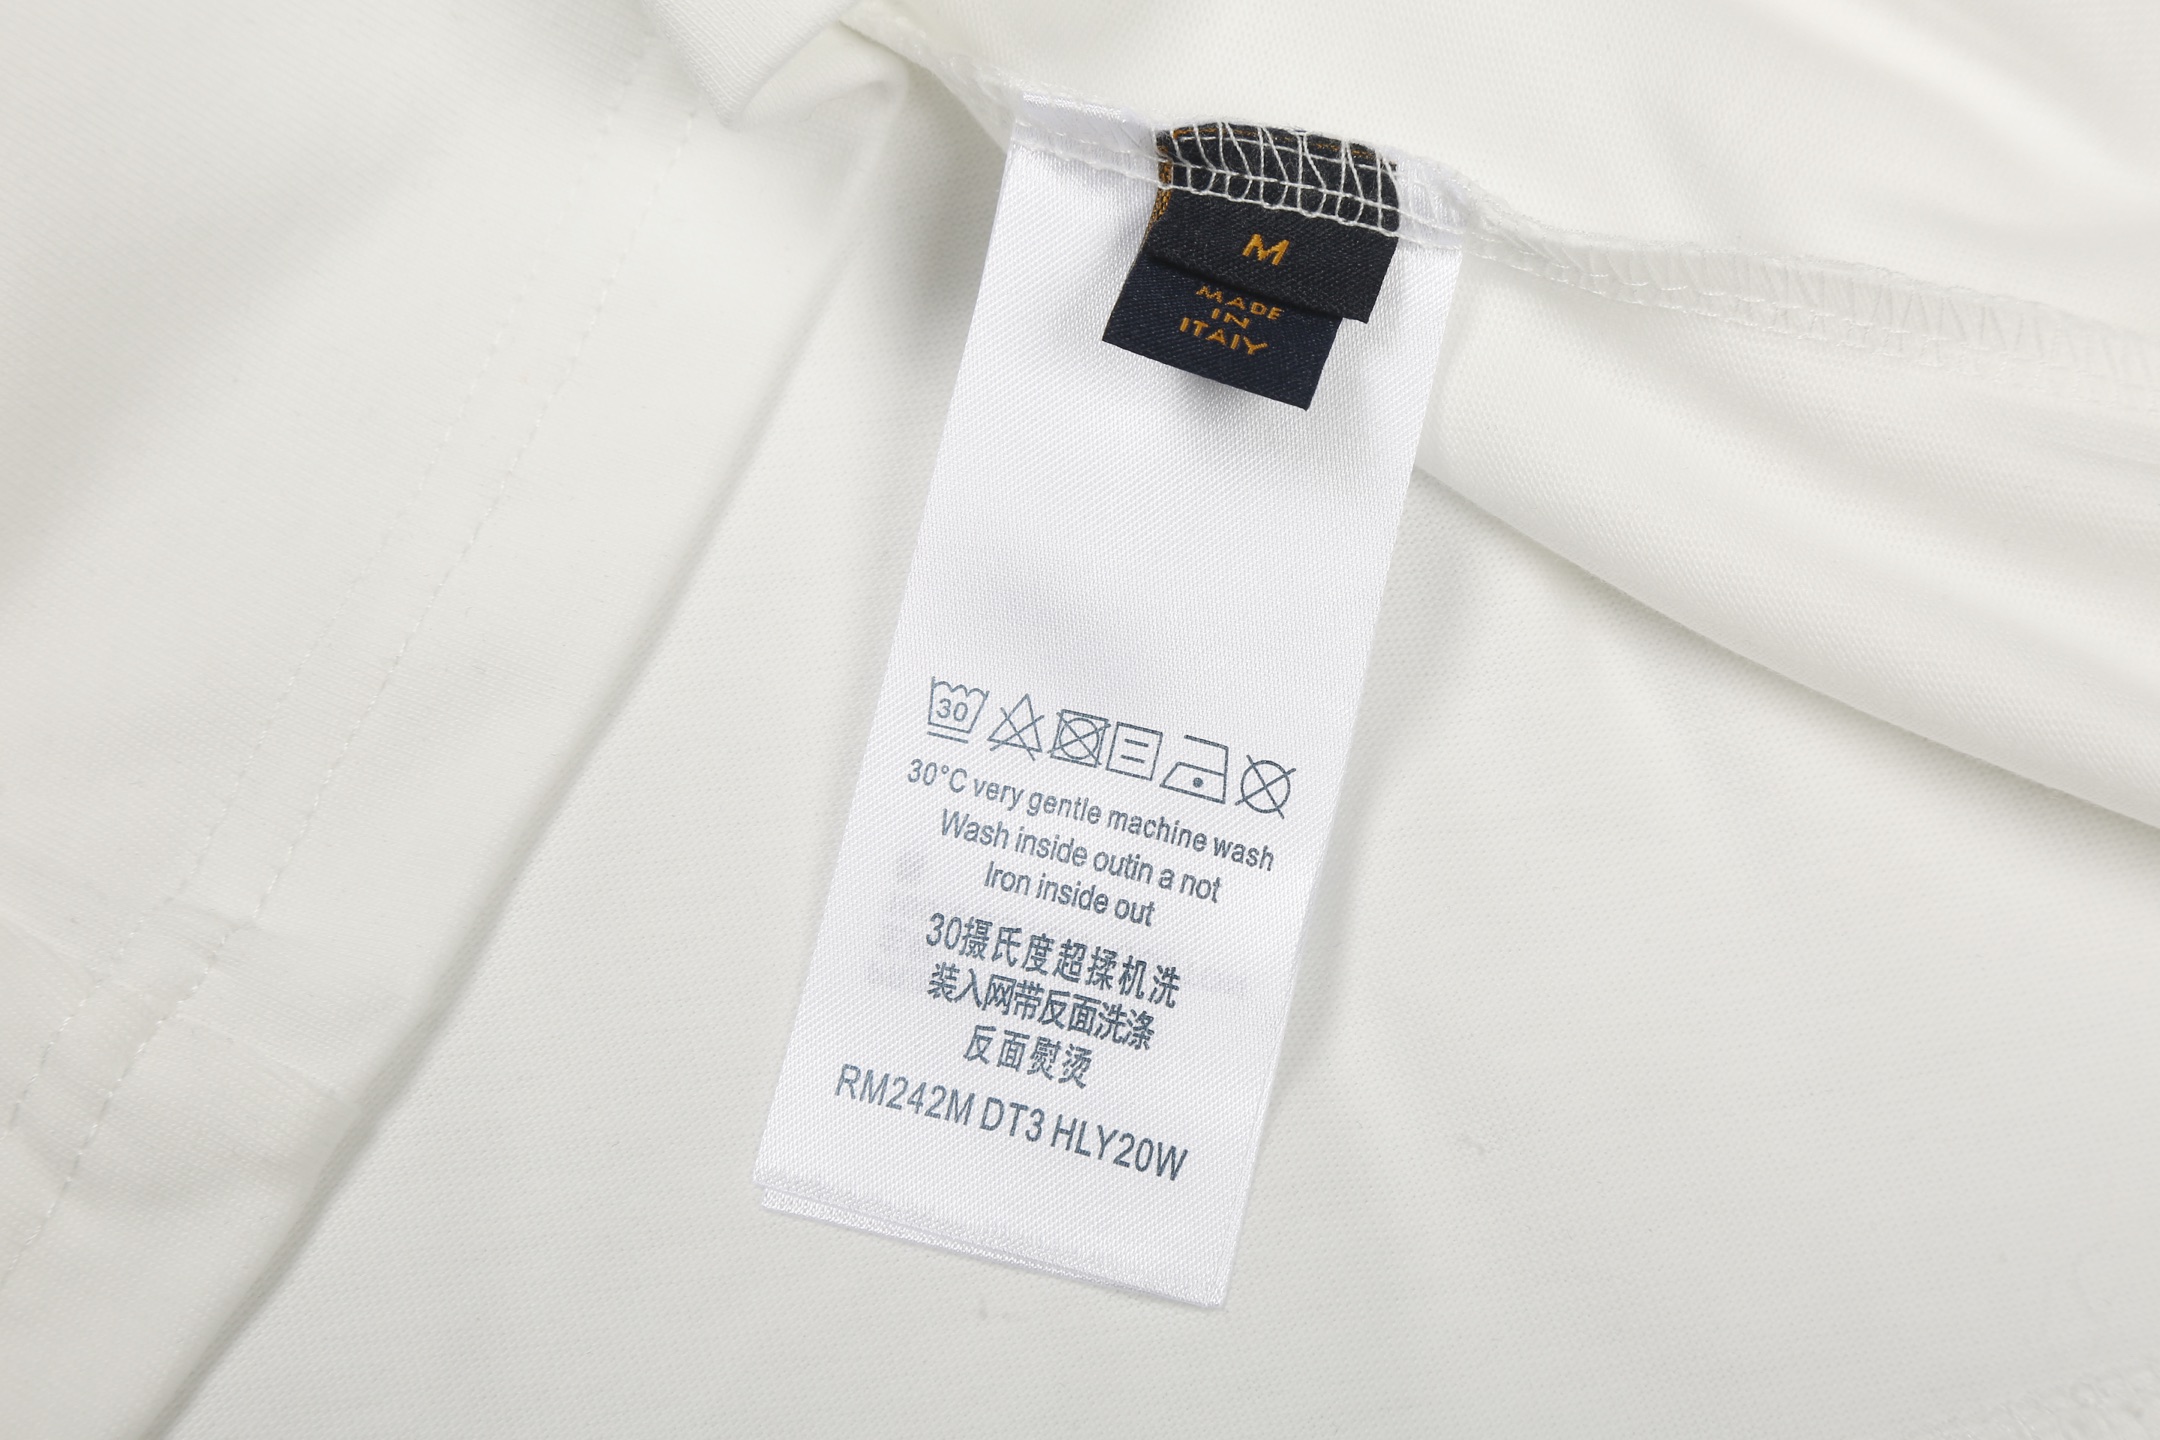 M
MADE
IN
ITAIY
30
30°C very gentle machine wash
Wash inside outin a not
Iron inside out
30摄氏度超揉机洗
装入网带反面洗涤
反面熨烫
RM242M DT3 HLY20W